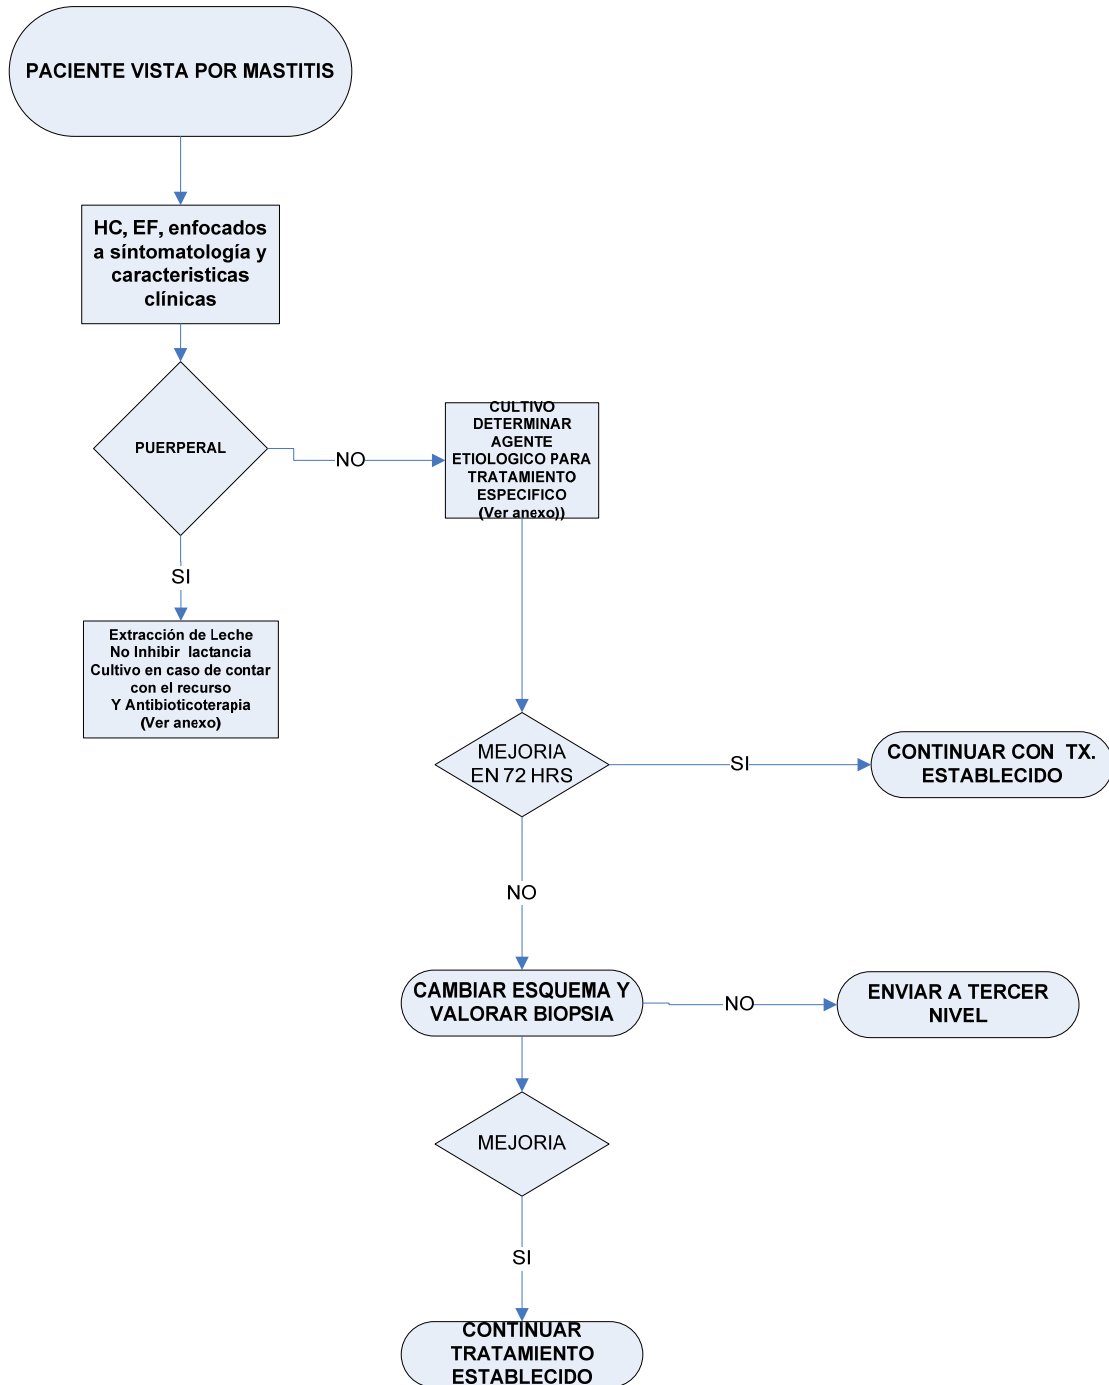 PACIENTE VISTA POR MASTITIS
HC, EF, enfocados
a síntomatología y
caracteristicas
clínicas
PUERPERAL
NO
CULTIVO
DETERMINAR
AGENTE
ETIOLOGICO PARA
TRATAMIENTO
ESPECIFICO
(Ver anexo))
SI
Extracción de Leche
No Inhibir lactancia
Cultivo en caso de contar
con el recurso
Y Antibioticoterapia
(Ver anexo)
MEJORIA
EN 72 HRS
SI
CONTINUAR CON TX.
ESTABLECIDO
NO
CAMBIAR ESQUEMA Y
VALORAR BIOPSIA
NO
ENVIAR A TERCER
NIVEL
MEJORIA
SI
CONTINUAR
TRATAMIENTO
ESTABLECIDO